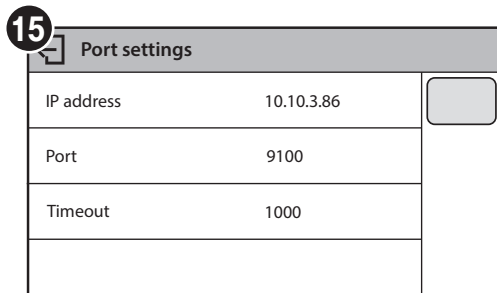 15
Port settings
IP address 10.10.3.86
Port 9100
Timeout 1000